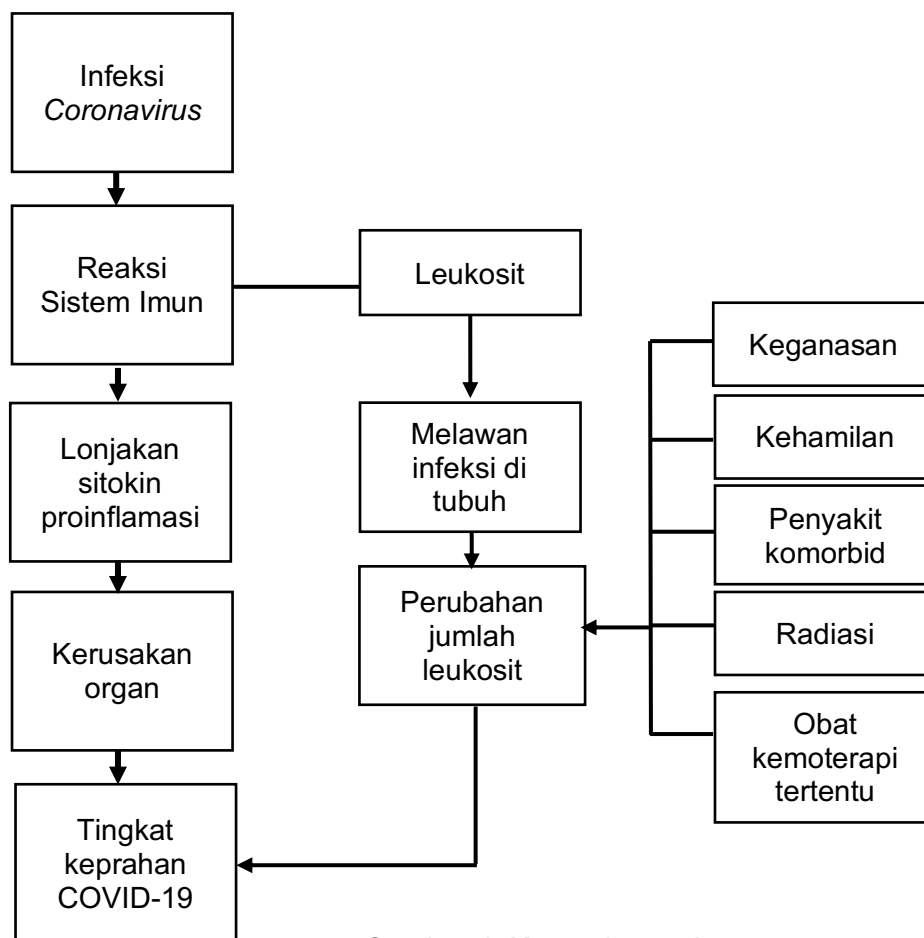 Infeksi
Coronavirus
Reaksi
Sistem Imun
Lonjakan
sitokin
proinflamasi
Kerusakan
organ
Tingkat
keprahan
COVID-19
Leukosit
Melawan
infeksi di
tubuh
Perubahan
jumlah
leukosit
Keganasan
Kehamilan
Penyakit
komorbid
Radiasi
Obat
kemoterapi
tertentu